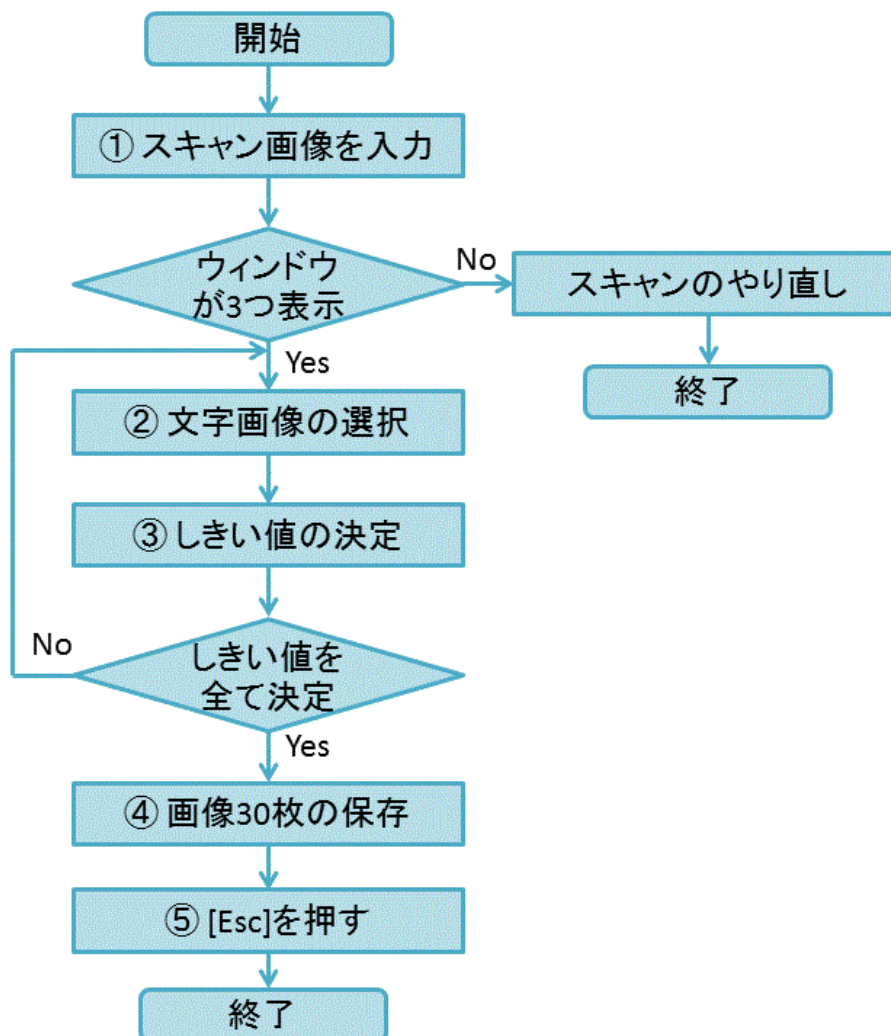 開始
① スキャン画像を入力
ウィンドウ
が3つ表示
No
スキャンのやり直し
終了
Yes
② 文字画像の選択
③ しきい値の決定
しきい値を
全て決定
No
Yes
④ 画像30枚の保存
⑤ [Esc]を押す
終了